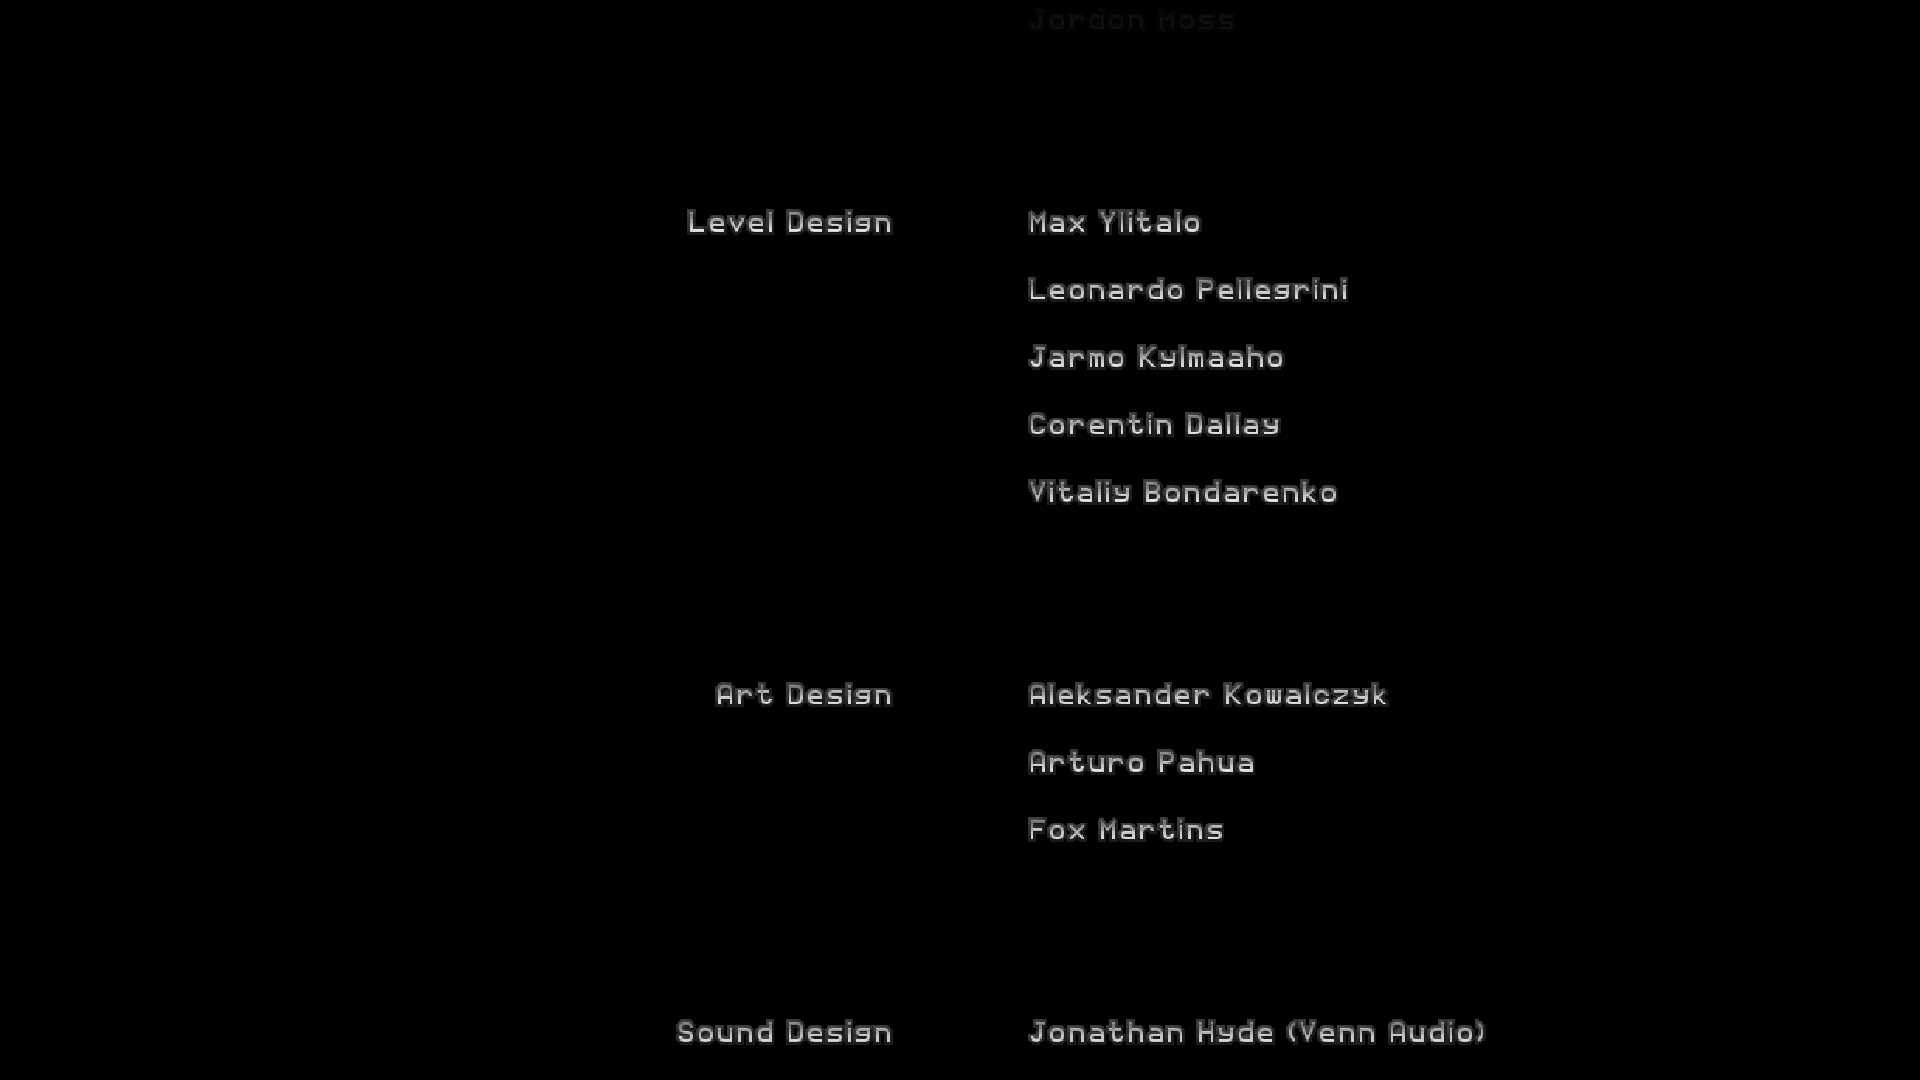 Jordon Moss
Level Design Max Ylitalo
Leonardo Pellegrini
Jarmo Kylmaaho
Corentin Dallay
Vitaliy Bondarenko
Art Design Aleksander Kowalczyk
Arturo Pahua
Fox Martins
Sound Design Jonathan Hyde (Venn Audio)